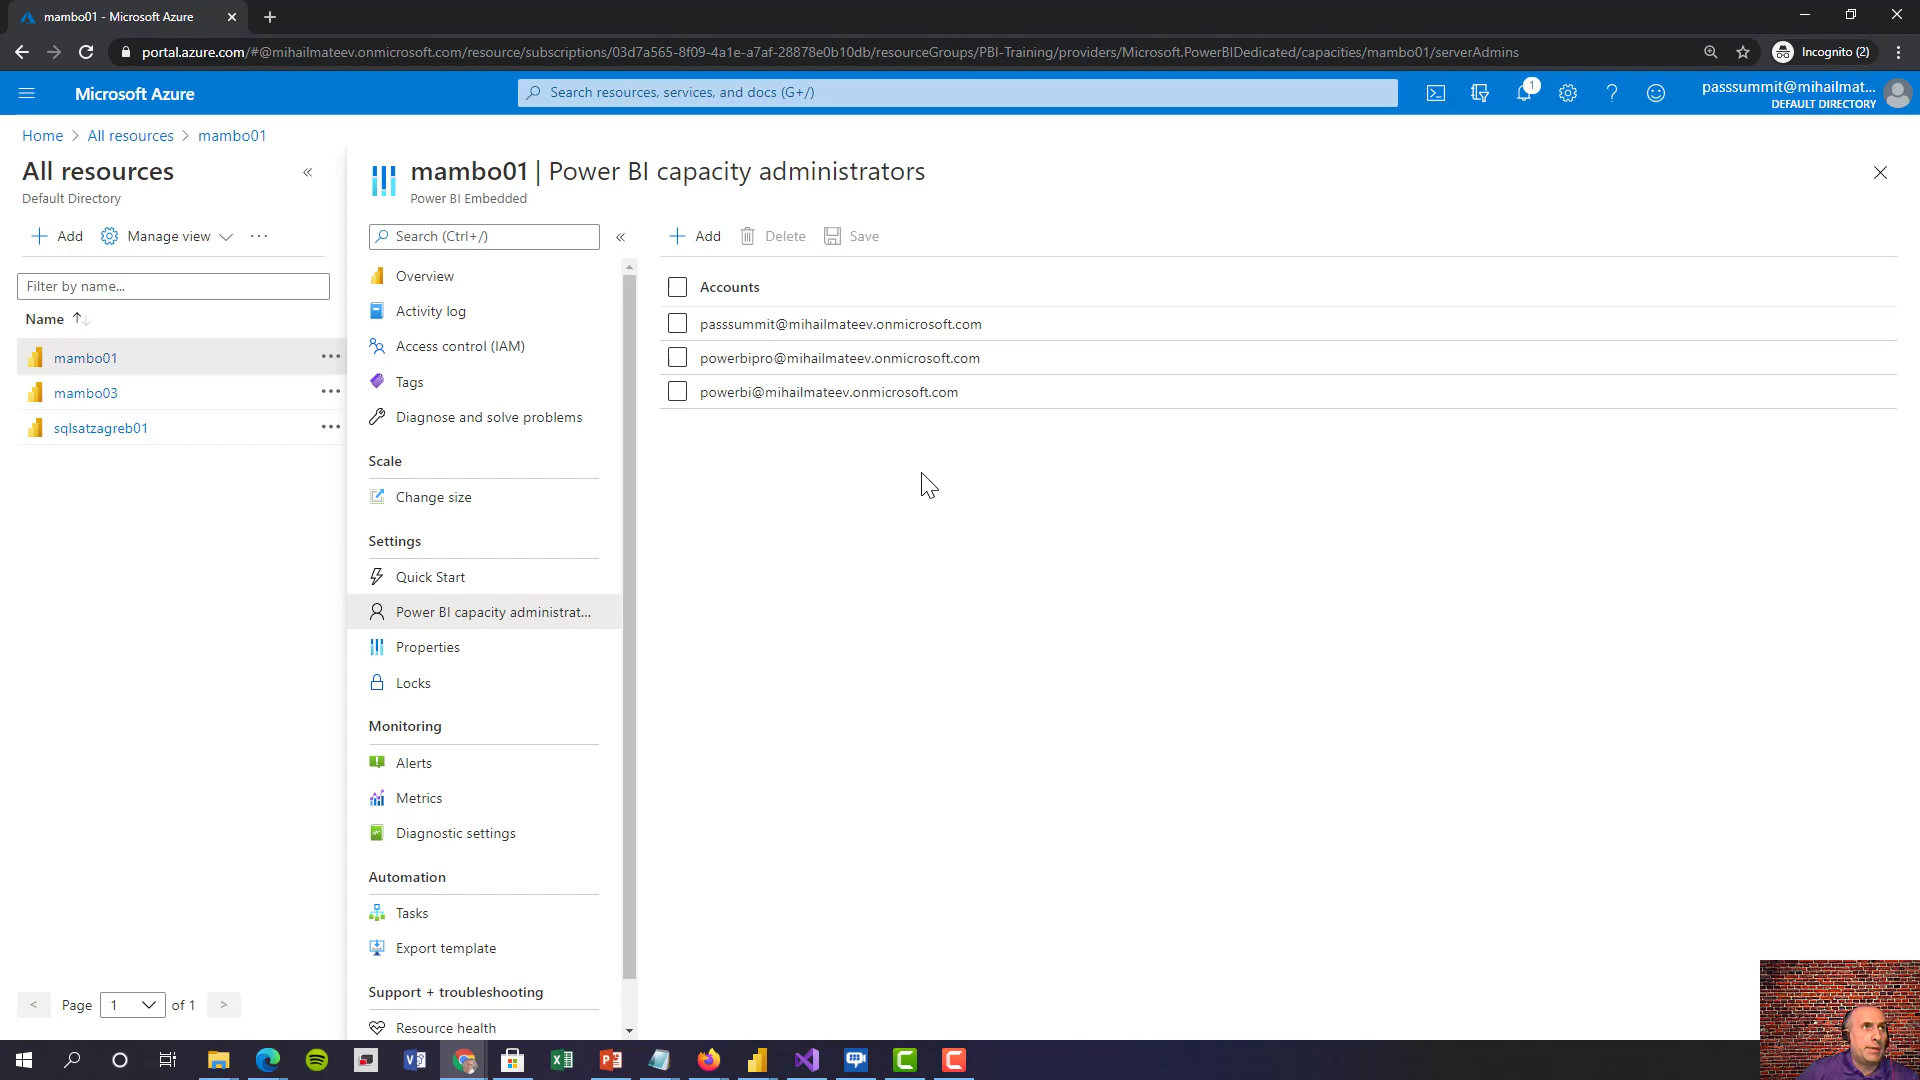 mambo01 - Microsoft Azure
portal.azure.com/#@mihailmateev.onmicrosoft.com/resource/subscriptions/03d7a565-8f09-4a1e-a7af-28878e0b10db/resourceGroups/PBI-Training/providers/Microsoft.PowerBIDedicated/capacities/mambo01/serverAdmins
Incognito (2)
Microsoft Azure
Search resources, services, and docs (G+/)
1
passsummit@mihailmat...
DEFAULT DIRECTORY
Home > All resources > mambo01
All resources
Default Directory
Add
Manage view
Filter by name...
Name
mambo01
mambo03
sqlsatzagreb01
Page 1 of 1
mambo01 | Power BI capacity administrators
Power BI Embedded
Search (Ctrl+/)
Overview
Activity log
Access control (IAM)
Tags
Diagnose and solve problems
Scale
Change size
Settings
Quick Start
Power BI capacity administrat...
Properties
Locks
Monitoring
Alerts
Metrics
Diagnostic settings
Automation
Tasks
Export template
Support + troubleshooting
Resource health
Add
Delete
Save
Accounts
passsummit@mihailmateev.onmicrosoft.com
powerbipro@mihailmateev.onmicrosoft.com
powerbi@mihailmateev.onmicrosoft.com